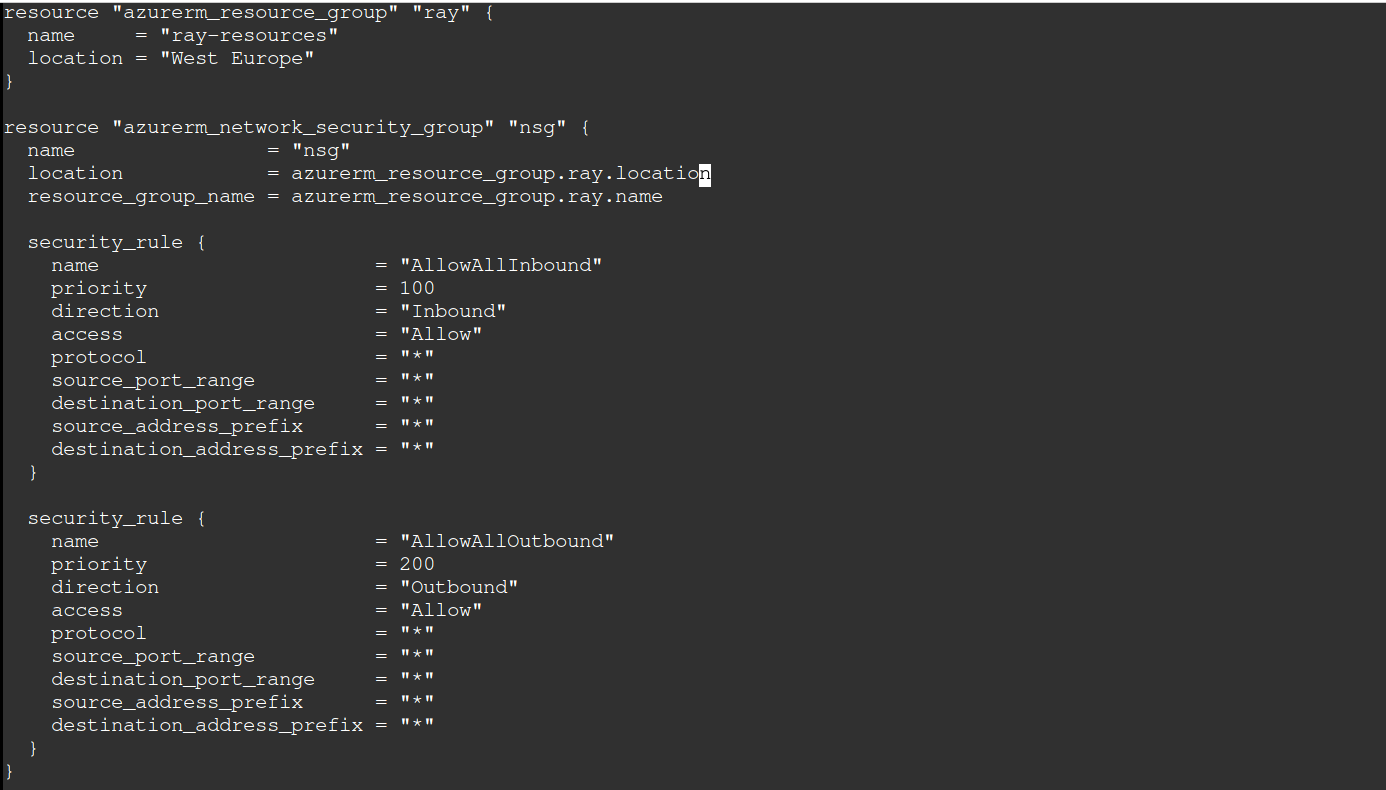 resource "azurerm_resource_group" "ray" {
  name     = "ray-resources"
  location = "West Europe"
}

resource "azurerm_network_security_group" "nsg" {
  name                = "nsg"
  location            = azurerm_resource_group.ray.location
  resource_group_name = azurerm_resource_group.ray.name

  security_rule {
    name                       = "AllowAllInbound"
    priority                   = 100
    direction                  = "Inbound"
    access                     = "Allow"
    protocol                   = "*"
    source_port_range          = "*"
    destination_port_range     = "*"
    source_address_prefix      = "*"
    destination_address_prefix = "*"
  }

  security_rule {
    name                       = "AllowAllOutbound"
    priority                   = 200
    direction                  = "Outbound"
    access                     = "Allow"
    protocol                   = "*"
    source_port_range          = "*"
    destination_port_range     = "*"
    source_address_prefix      = "*"
    destination_address_prefix = "*"
  }
}